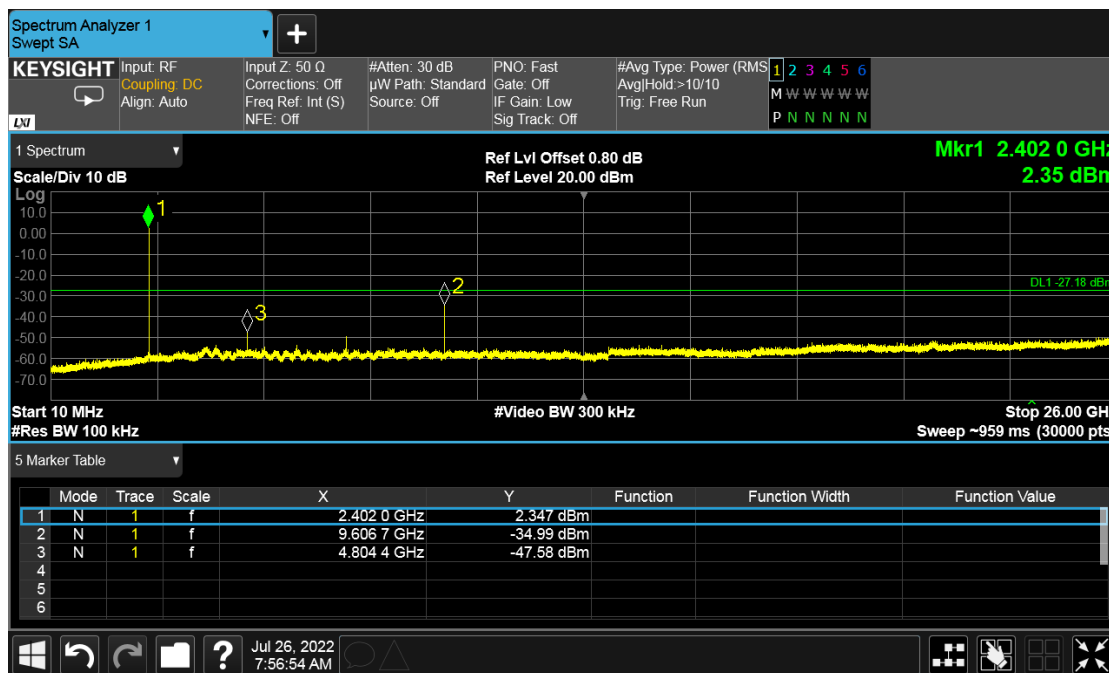 Spectrum Analyzer 1
Swept SA
+
KEYSIGHT Input: RF Input Z: 50 Ω #Atten: 30 dB PNO: Fast #Avg Type: Power (RMS 1 2 3 4 5 6
Coupling: DC Corrections: Off µW Path: Standard Gate: Off Avg|Hold:>10/10 M W W W W W
Align: Auto Freq Ref: Int (S) Source: Off IF Gain: Low Trig: Free Run
LXI NFE: Off Sig Track: Off P N N N N N
1 Spectrum Ref Lvl Offset 0.80 dB Mkr1 2.402 0 GHz
Scale/Div 10 dB Ref Level 20.00 dBm 2.35 dBm
Log
10.0 1
0.00
-10.0
-20.0 2 DL1 -27.18 dBm
-30.0
-40.0 3
-50.0
-60.0
-70.0
Start 10 MHz #Video BW 300 kHz Stop 26.00 GH
#Res BW 100 kHz Sweep ~959 ms (30000 pts
5 Marker Table
Mode Trace Scale X Y Function Function Width Function Value
1 N 1 f 2.402 0 GHz 2.347 dBm
2 N 1 f 9.606 7 GHz -34.99 dBm
3 N 1 f 4.804 4 GHz -47.58 dBm
4
5
6
? Jul 26, 2022
7:56:54 AM